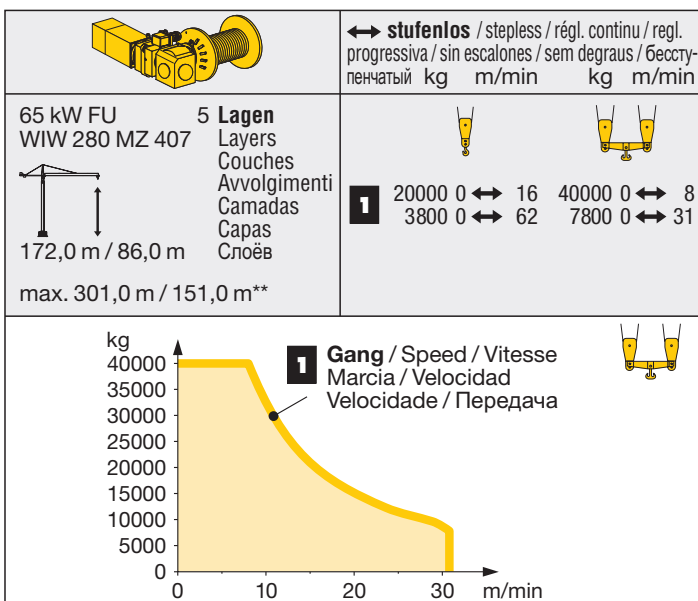 ↔ stufenlos / stepless / régl. continu / regl.
progressiva / sin escalones / sem degraus / бессту-
пенчатый kg m/min kg m/min
65 kW FU
WIW 280 MZ 407
172,0 m / 86,0 m
max. 301,0 m / 151,0 m**
5 Lagen
Layers
Couches
Avvolgimenti
Camadas
Capas
Слоёв
1
20000 0 ↔ 16 40000 0 ↔ 8
3800 0 ↔ 62 7800 0 ↔ 31
kg
40000
35000
30000
25000
20000
15000
10000
5000
0
1 Gang / Speed / Vitesse
Marcia / Velocidad
Velocidade / Передача
0 10 20 30 m/min